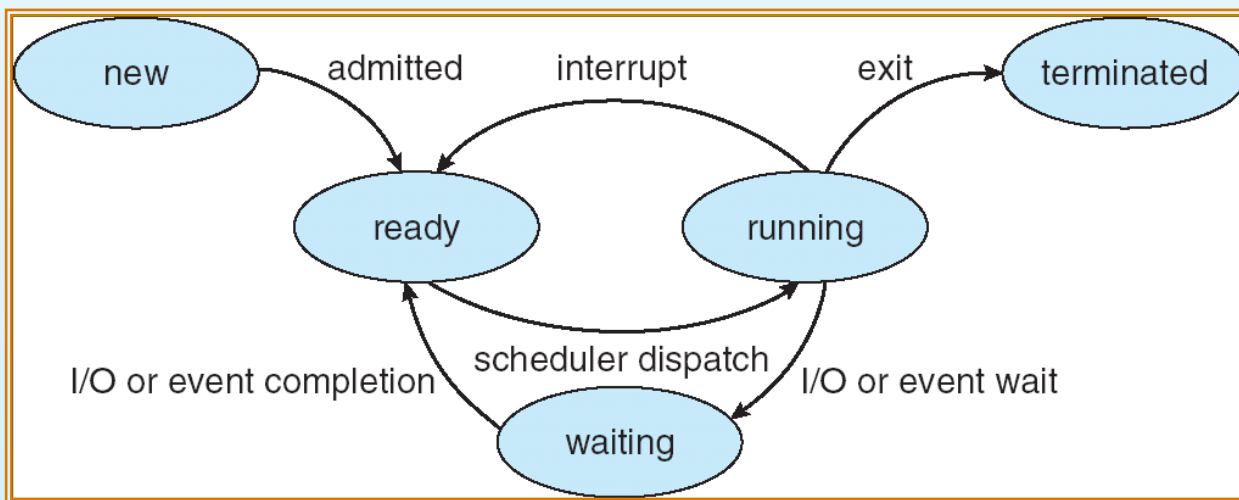 new
admitted
interrupt
exit
terminated
ready
running
scheduler dispatch
I/O or event completion
I/O or event wait
waiting